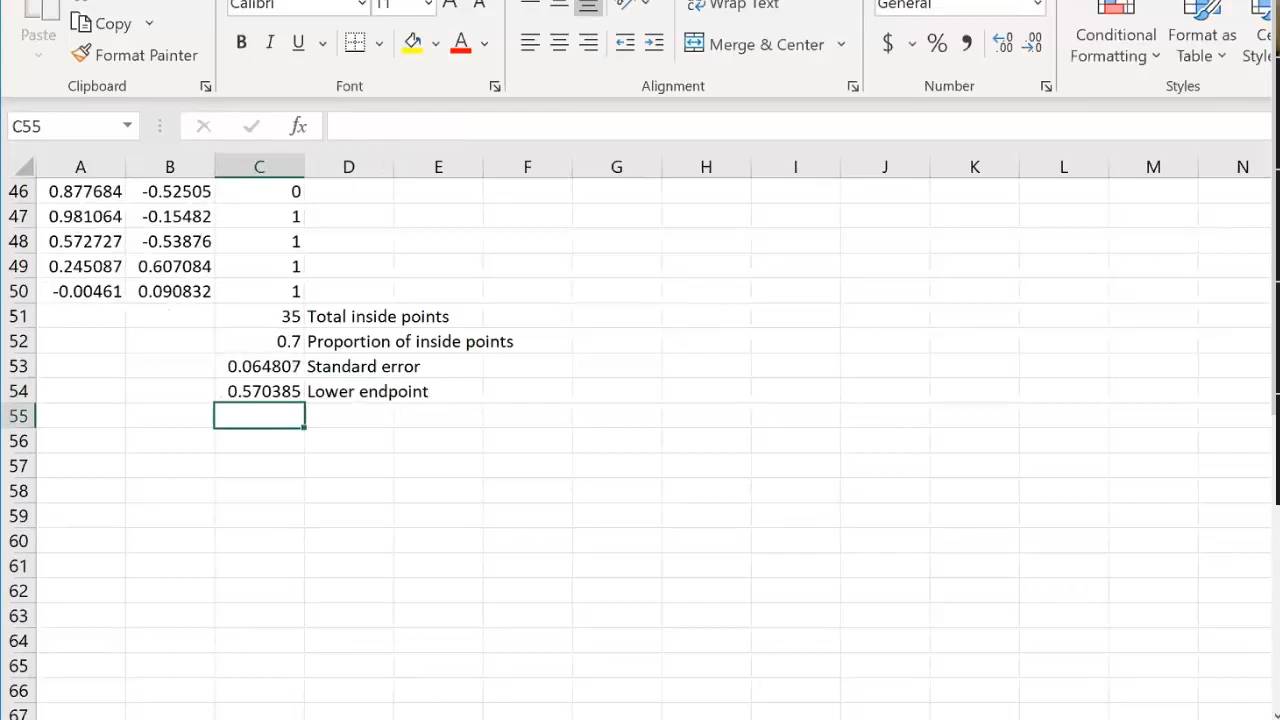 Calibri 11 General
Paste Copy Wrap Text
Format Painter B I U A Merge & Center $ % 9 Conditional Formatting Format as Table
Clipboard Font Alignment Number Styles
C55 fx
A B C D E F G H I J K L M N
46 0.877684 -0.52505 0
47 0.981064 -0.15482 1
48 0.572727 -0.53876 1
49 0.245087 0.607084 1
50 -0.00461 0.090832 1
51 35 Total inside points
52 0.7 Proportion of inside points
53 0.064807 Standard error
54 0.570385 Lower endpoint
55
56
57
58
59
60
61
62
63
64
65
66
67